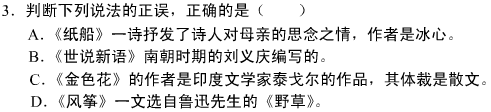 3．判断下列说法的正误，正确的是（　　）
A．《纸船》一诗抒发了诗人对母亲的思念之情，作者是冰心。
B．《世说新语》南朝时期的刘义庆编写的。
C．《金色花》的作者是印度文学家泰戈尔的作品，其体裁是散文。
D．《风筝》一文选自鲁迅先生的《野草》。